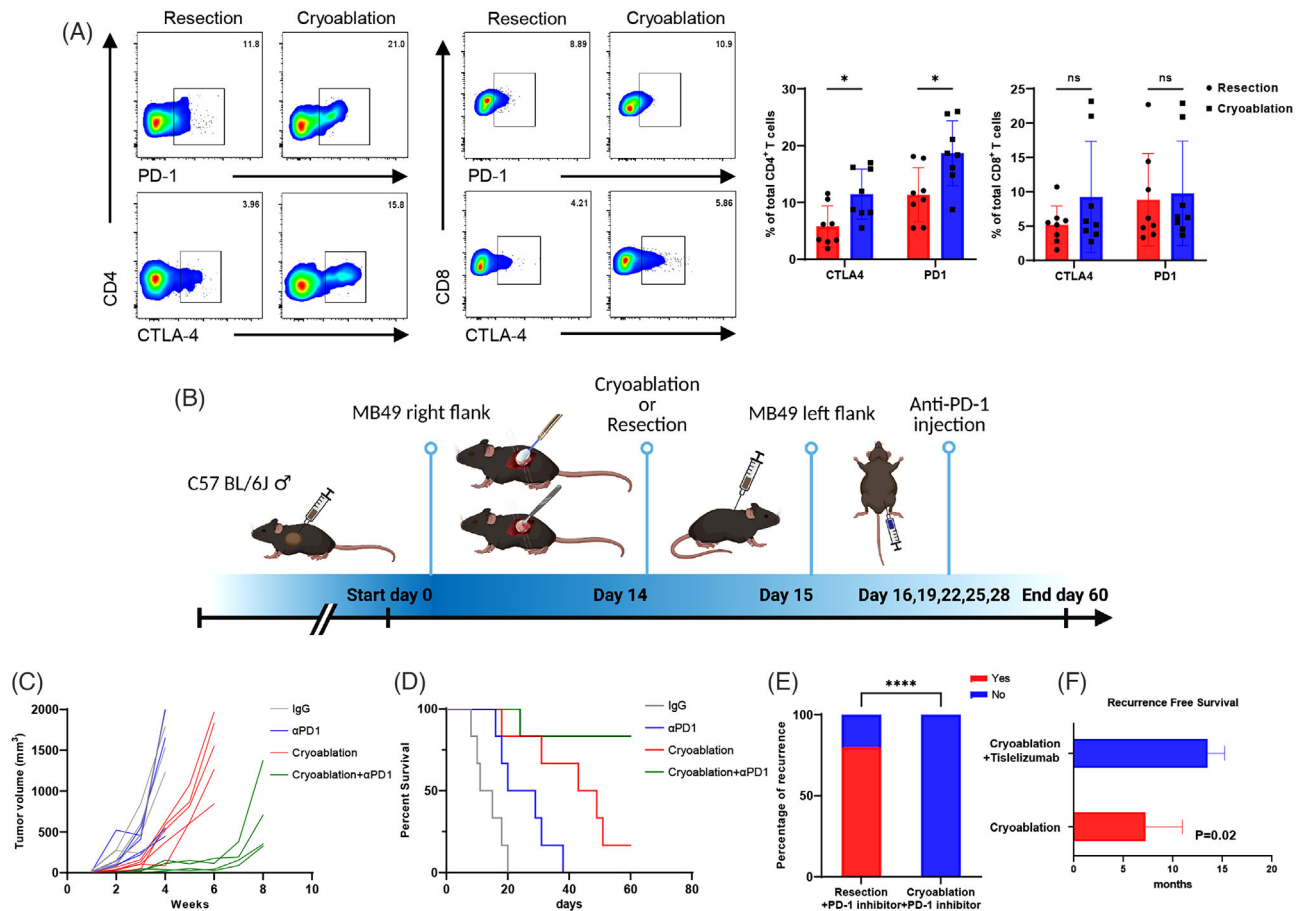 (A)
Resection Cryoablation Resection Cryoablation
11.8 21.0 8.89 10.9
PD-1 PD-1
3.96 15.8 4.21 5.86
CD4 CD8
CTLA-4 CTLA-4
* *
% of total CD4+ T cells
30
20
10
0
CTLA4 PD1
ns ns
% of total CD8+ T cells
25
20
15
10
5
0
CTLA4 PD1
Resection
Cryoablation
(B)
C57 BL/6J ♂
MB49 right flank
Cryoablation
or
Resection
MB49 left flank
Anti-PD-1
injection
Start day 0 Day 14 Day 15 Day 16,19,22,25,28 End day 60
(C)
Tumor volume (mm3)
2000
1500
1000
500
0
0 2 4 6 8 10
Weeks
IgG
αPD1
Cryoablation
Cryoablation+αPD1
(D)
Percent Survival
100
80
60
40
20
0
0 20 40 60 80
days
IgG
αPD1
Cryoablation
Cryoablation+αPD1
(E)
Yes
No
****
Percentage of recurrence
100
80
60
40
20
0
Resection Cryoablation
+PD-1 inhibitor +PD-1 inhibitor
(F)
Recurrence Free Survival
Cryoablation
+Tislelizumab
Cryoablation
P=0.02
0 5 10 15 20
months